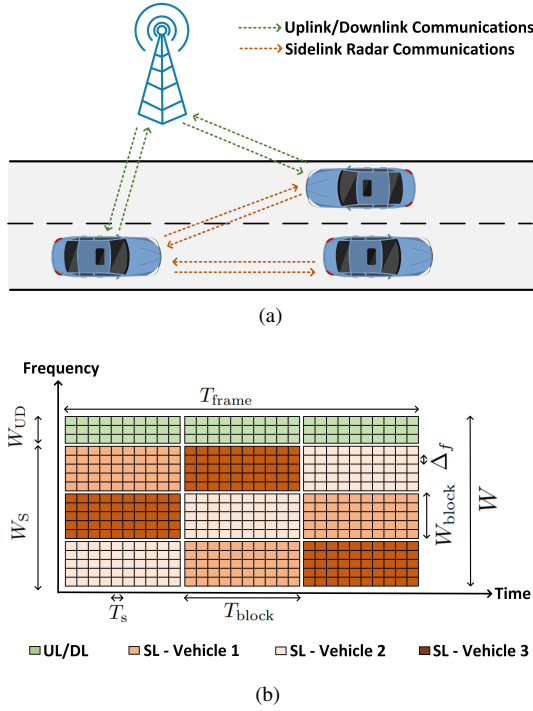 Uplink/Downlink Communications
Sidelink Radar Communications
(a)
Frequency
T_frame
W_UD
Δ_f
W_S
W_block
W
Time
T_s
T_block
UL/DL
SL - Vehicle 1
SL - Vehicle 2
SL - Vehicle 3
(b)